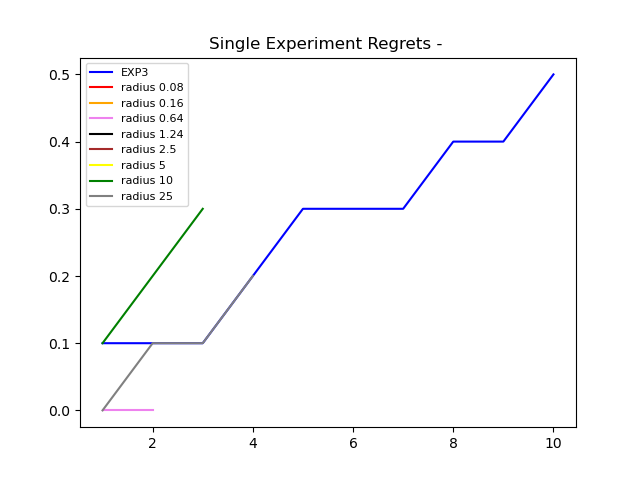 Single Experiment Regrets -
EXP3
radius 0.08
radius 0.16
radius 0.64
radius 1.24
radius 2.5
radius 5
radius 10
radius 25
0.5
0.4
0.3
0.2
0.1
0.0
2 4 6 8 10